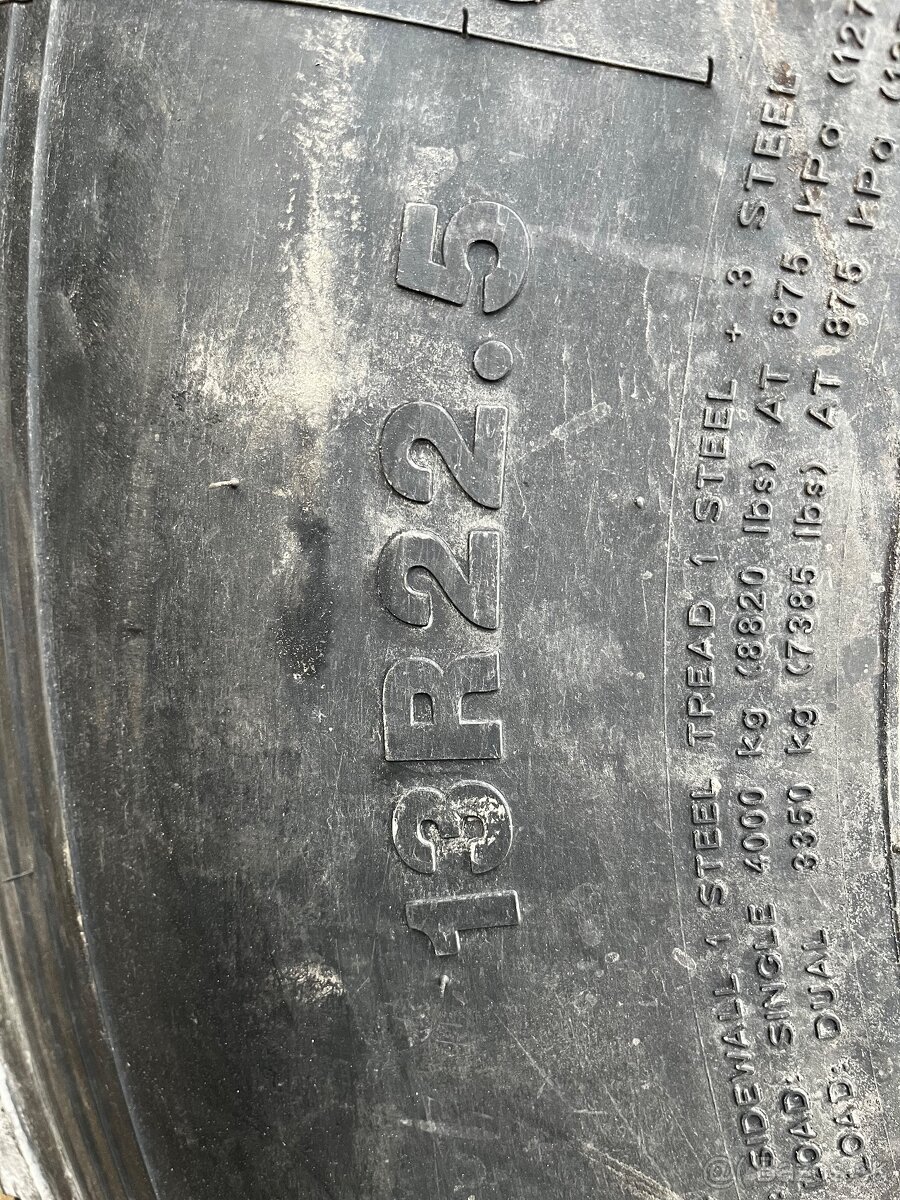 13R22.5
SIDEWALL 1 STEEL TREAD 1 STEEL + 3 STEEL
LOAD: SINGLE 4000 kg (8820 lbs) AT 875 kPa (127
LOAD: DUAL 3350 kg (7385 lbs) AT 875 kPa